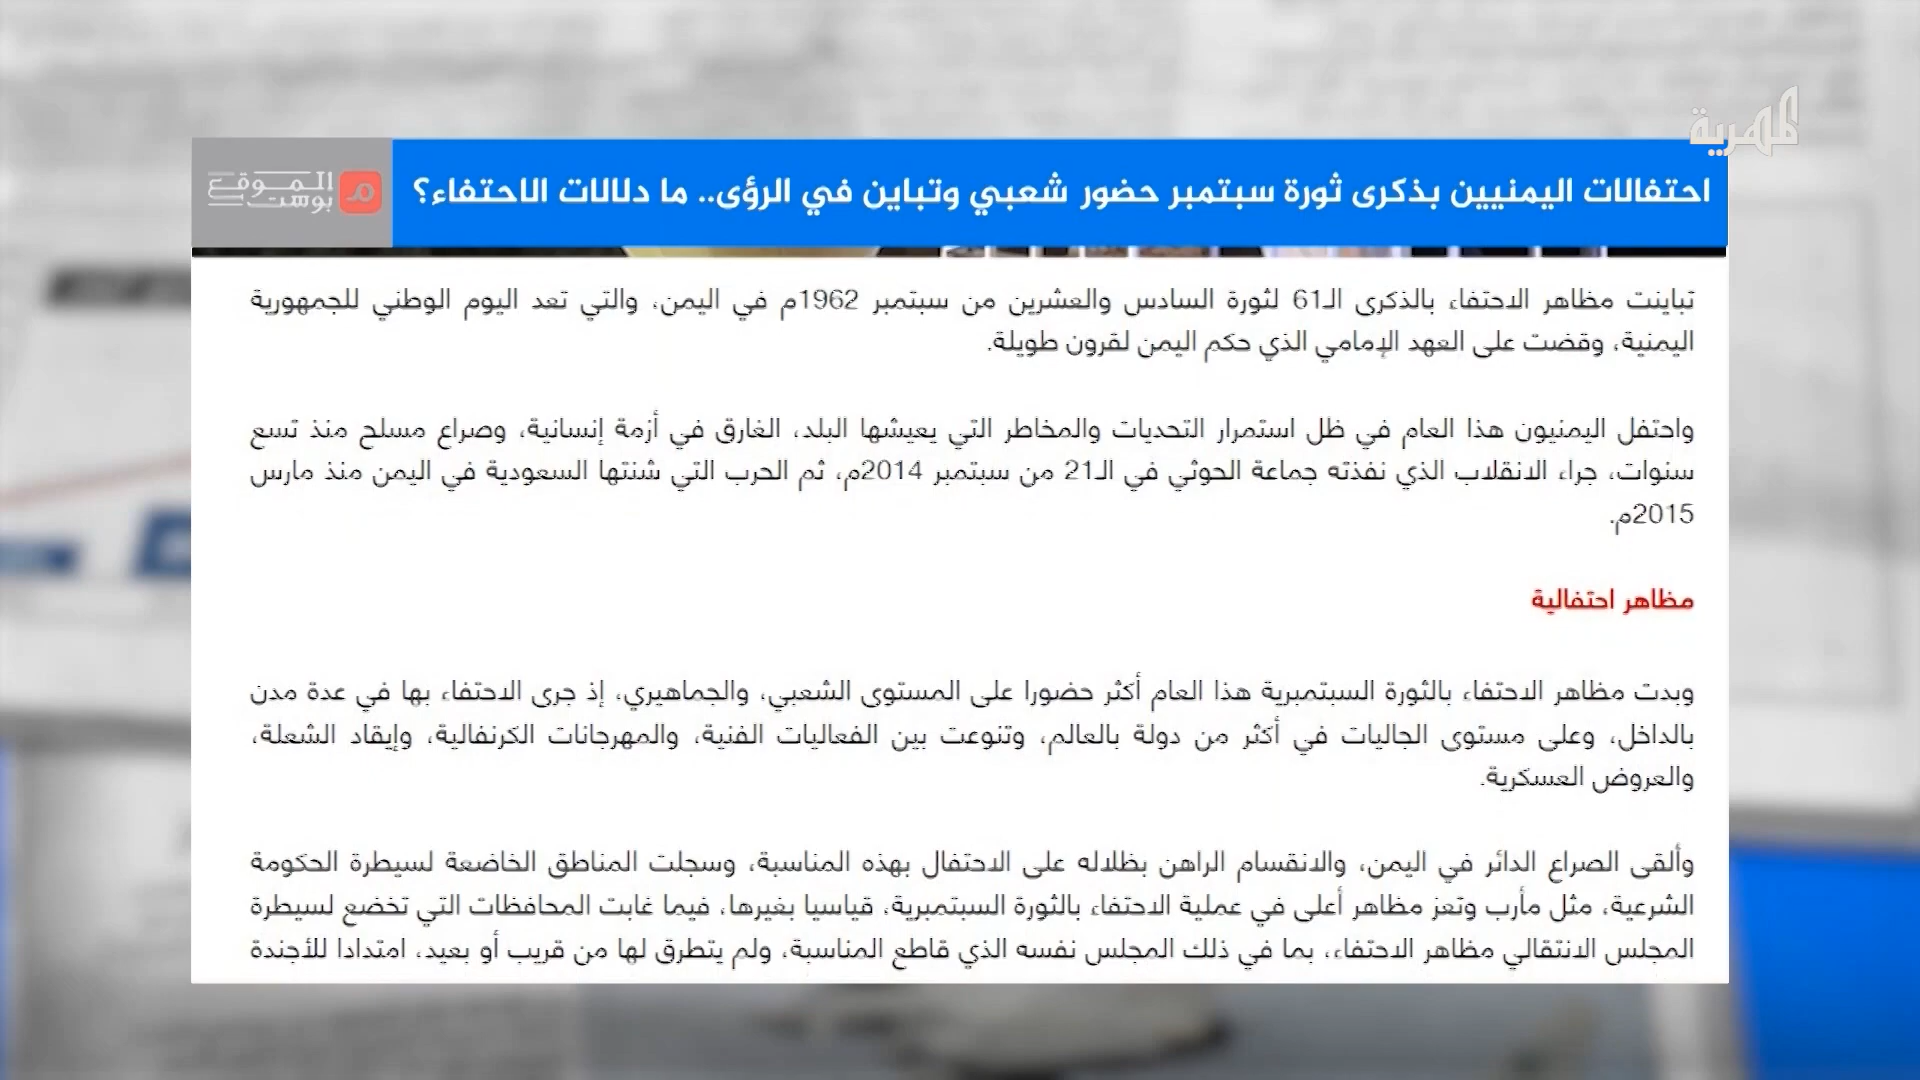 المهرية
الموقع
بوست
احتفالات اليمنيين بذكرى ثورة سبتمبر حضور شعبي وتباين في الرؤى.. ما دلالات الاحتفاء؟
تباينت مظاهر الاحتفاء بالذكرى الـ61 لثورة السادس والعشرين من سبتمبر 1962م في اليمن، والتي تعد اليوم الوطني للجمهورية
اليمنية، وقضت على العهد الإمامي الذي حكم اليمن لقرون طويلة.
واحتفل اليمنيون هذا العام في ظل استمرار التحديات والمخاطر التي يعيشها البلد، الغارق في أزمة إنسانية، وصراع مسلح منذ تسع
سنوات، جراء الانقلاب الذي نفذته جماعة الحوثي في الـ21 من سبتمبر 2014م، ثم الحرب التي شنتها السعودية في اليمن منذ مارس
2015م.
مظاهر احتفالية
وبدت مظاهر الاحتفاء بالثورة السبتمبرية هذا العام أكثر حضورا على المستوى الشعبي، والجماهيري، إذ جرى الاحتفاء بها في عدة مدن
بالداخل، وعلى مستوى الجاليات في أكثر من دولة بالعالم، وتنوعت بين الفعاليات الفنية، والمهرجانات الكرنفالية، وإيقاد الشعلة،
والعروض العسكرية.
وألقى الصراع الدائر في اليمن، والانقسام الراهن بظلاله على الاحتفال بهذه المناسبة، وسجلت المناطق الخاضعة لسيطرة الحكومة
الشرعية، مثل مأرب وتعز مظاهر أعلى في عملية الاحتفاء بالثورة السبتمبرية، قياسيا بغيرها، فيما غابت المحافظات التي تخضع لسيطرة
المجلس الانتقالي مظاهر الاحتفاء، بما في ذلك المجلس نفسه الذي قاطع المناسبة، ولم يتطرق لها من قريب أو بعيد، امتدادا للأجندة